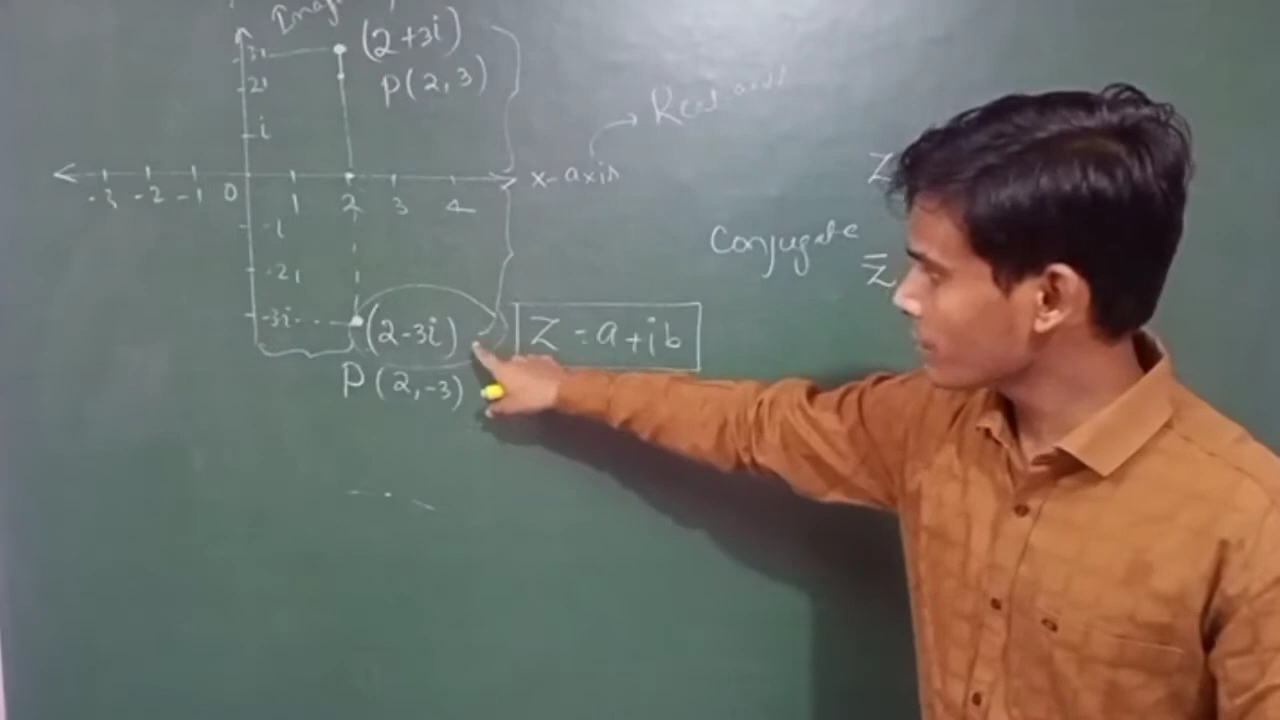 (2+3i)
3i
P(2,3)
2i
i
Real axis
x-axis
-3 -2 -1 0 1 2 3 4
Z
Conjugate
z̄
-1
-2i
-3i
(2-3i)
Z = a+ib
P(2,-3)